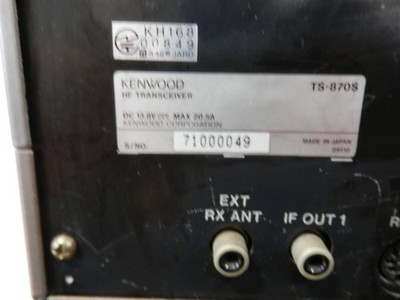 KH168
00849
JARD
KENWOOD
TS-870S
HF TRANSCEIVER
DC 13.8V MAX 20.5A
KENWOOD CORPORATION
S/NO. 71000049
MADE IN JAPAN
EXT
RX ANT
IF OUT 1
R